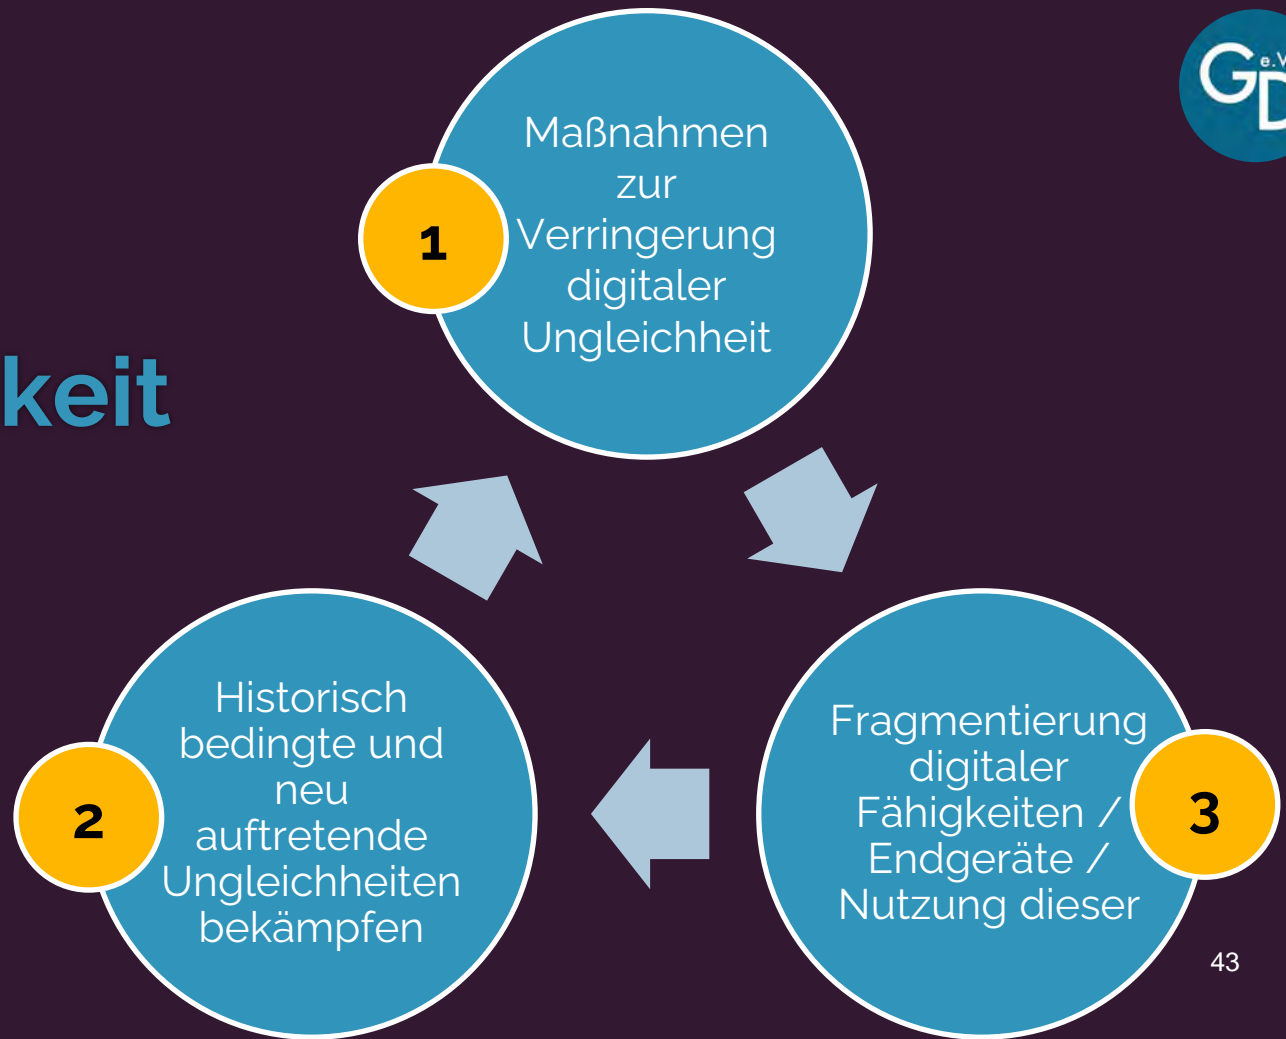 e.V
GD
1
Maßnahmen
zur
Verringerung
digitaler
Ungleichheit
keit
2
Historisch
bedingte und
neu
auftretende
Ungleichheiten
bekämpfen
Fragmentierung
digitaler
Fähigkeiten /
Endgeräte /
Nutzung dieser
3
43